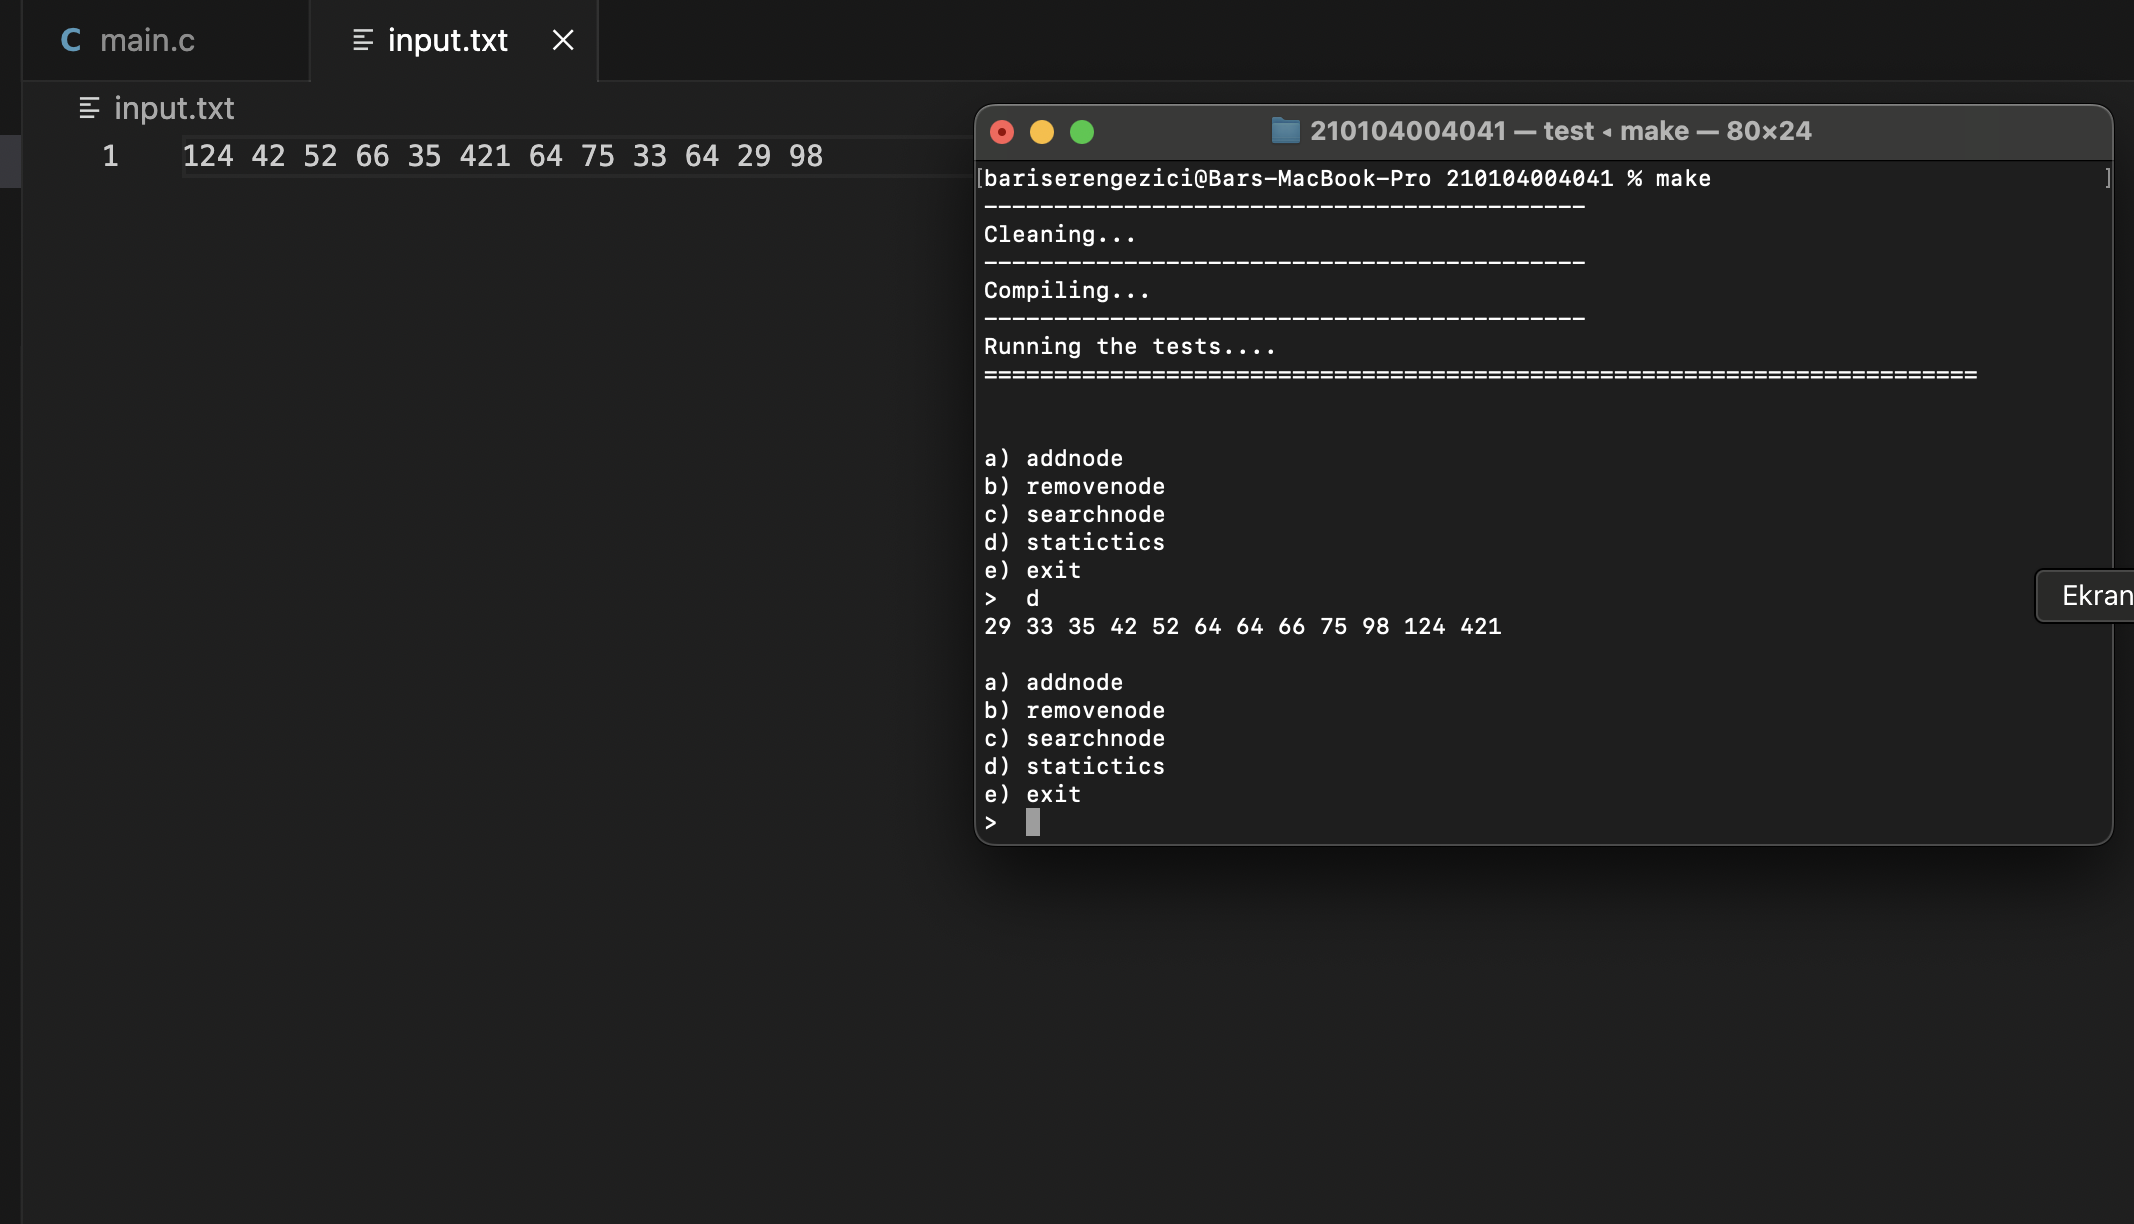 main.c
input.txt
input.txt
1 124 42 52 66 35 421 64 75 33 64 29 98
210104004041 — test ◂ make — 80×24
[bariserengezici@Bars-MacBook-Pro 210104004041 % make ]
-------------------------------------------
Cleaning...
-------------------------------------------
Compiling...
-------------------------------------------
Running the tests....
=======================================================================
a) addnode
b) removenode
c) searchnode
d) statictics
e) exit
> d
29 33 35 42 52 64 64 66 75 98 124 421
a) addnode
b) removenode
c) searchnode
d) statictics
e) exit
>
Ekran